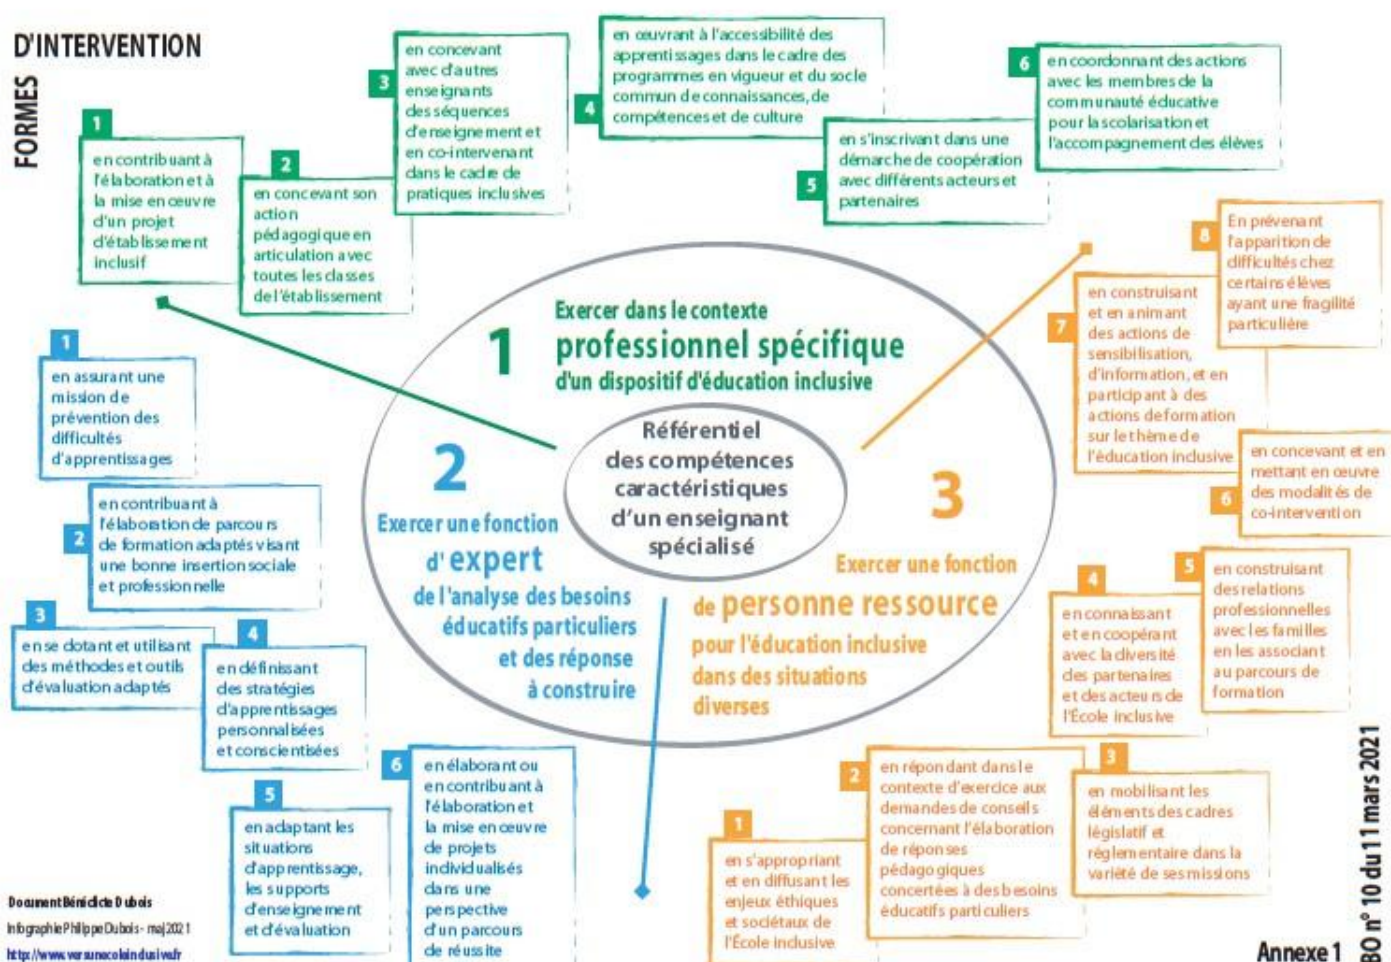 D'INTERVENTION
FORMES
1
en contribuant à
l'élaboration et à
la mise en œuvre
d'un projet
d'établissement
inclusif
2
en concevant son
action
pédagogique en
articulation avec
toutes les classes
de l'établissement
3
en concevant
avec d'autres
enseignants
des séquences
d'enseignement et
en co-intervenant
dans le cadre de
pratiques inclusives
4
en œuvrant à l'accessibilité des
apprentissages dans le cadre des
programmes en vigueur et du socle
commun de connaissances, de
compétences et de culture
5
en s'inscrivant dans une
démarche de coopération
avec différents acteurs et
partenaires
6
en coordonnant des actions
avec les membres de la
communauté éducative
pour la scolarisation et
l'accompagnement des élèves
1
Exercer dans le contexte
professionnel spécifique
d'un dispositif d'éducation inclusive
Référentiel
des compétences
caractéristiques
d'un enseignant
spécialisé
2
Exercer une fonction
d'expert
de l'analyse des besoins
éducatifs particuliers
et des réponse
à construire
3
Exercer une fonction
de personne ressource
pour l'éducation inclusive
dans des situations
diverses
1
en assurant une
mission de
prévention des
difficultés
d'apprentissages
2
en contribuant à
l'élaboration de parcours
de formation adaptés visant
une bonne insertion sociale
et professionnelle
3
en se dotant et utilisant
des méthodes et outils
d'évaluation adaptés
4
en définissant
des stratégies
d'apprentissages
personnalisées
et conscientisées
5
en adaptant les
situations
d'apprentissage,
les supports
d'enseignement
et d'évaluation
6
en élaborant ou
en contribuant à
l'élaboration et
la mise en œuvre
de projets
individualisés
dans une
perspective
d'un parcours
de réussite
8
En prévenant
l'apparition de
difficultés chez
certains élèves
ayant une fragilité
particulière
7
en construisant
et en animant
des actions de
sensibilisation,
d'information, et en
participant à des
actions de formation
sur le thème de
l'éducation inclusive
6
en concevant et en
mettant en œuvre
des modalités de
co-intervention
5
en construisant
des relations
professionnelles
avec les familles
en les associant
au parcours de
formation
4
en connaissant
et en coopérant
avec la diversité
des partenaires
et des acteurs de
l'École inclusive
3
en mobilisant les
éléments des cadres
législatif et
réglementaire dans la
variété de ses missions
2
en répondant dans le
contexte d'exercice aux
demandes de conseils
concernant l'élaboration
de réponses
pédagogiques
concertées à des besoins
éducatifs particuliers
1
en s'appropriant
et en diffusant les
enjeux éthiques
et sociétaux de
l'École inclusive
Document Bénédicte Dubois
Infographie Philippe Dubois - mai 2021
http://www.versunecoleinclusive.fr
Annexe 1
BO n° 10 du 11 mars 2021